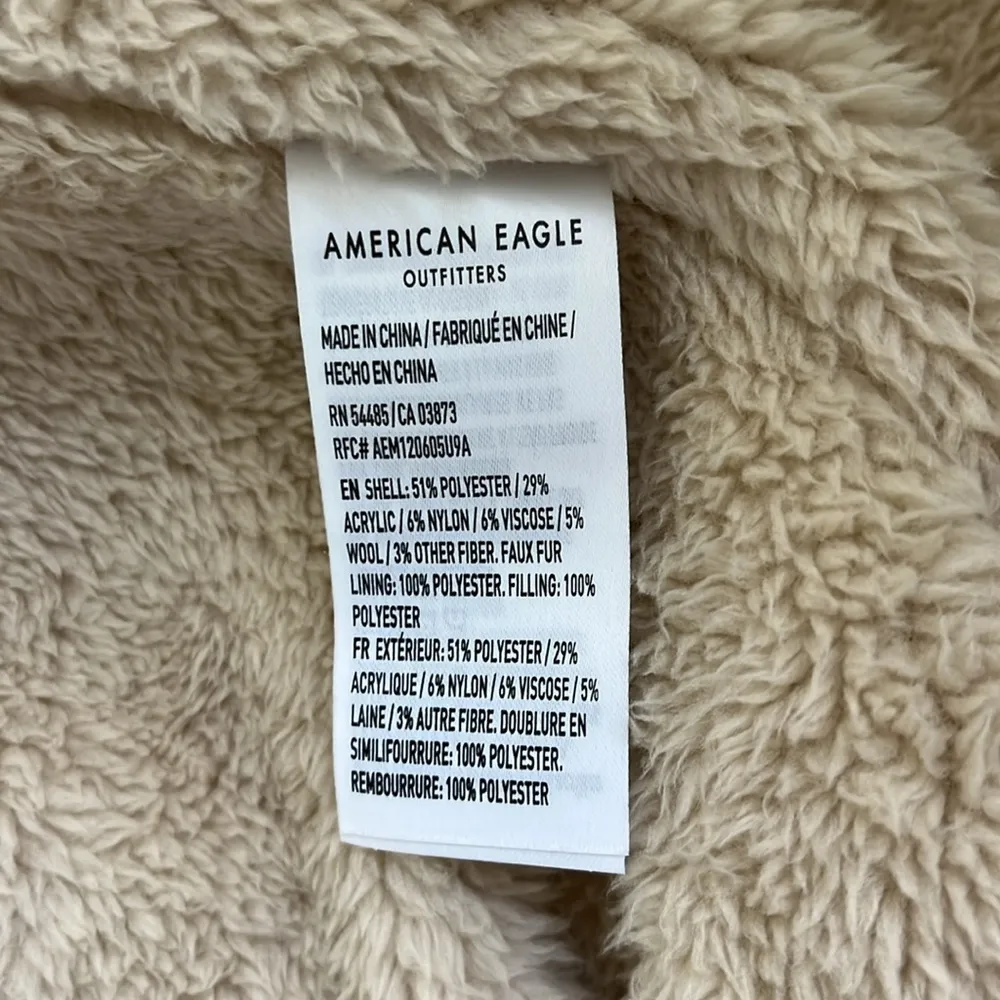 AMERICAN EAGLE
OUTFITTERS
MADE IN CHINA / FABRIQUÉ EN CHINE /
HECHO EN CHINA
RN 54485 / CA 03873
RFC# AEM120605U9A
EN SHELL: 51% POLYESTER / 29%
ACRYLIC / 6% NYLON / 6% VISCOSE / 5%
WOOL / 3% OTHER FIBER. FAUX FUR
LINING: 100% POLYESTER. FILLING: 100%
POLYESTER
FR EXTÉRIEUR: 51% POLYESTER / 29%
ACRYLIQUE / 6% NYLON / 6% VISCOSE / 5%
LAINE / 3% AUTRE FIBRE. DOUBLURE EN
SIMILIFOURRURE: 100% POLYESTER.
REMBOURRURE: 100% POLYESTER